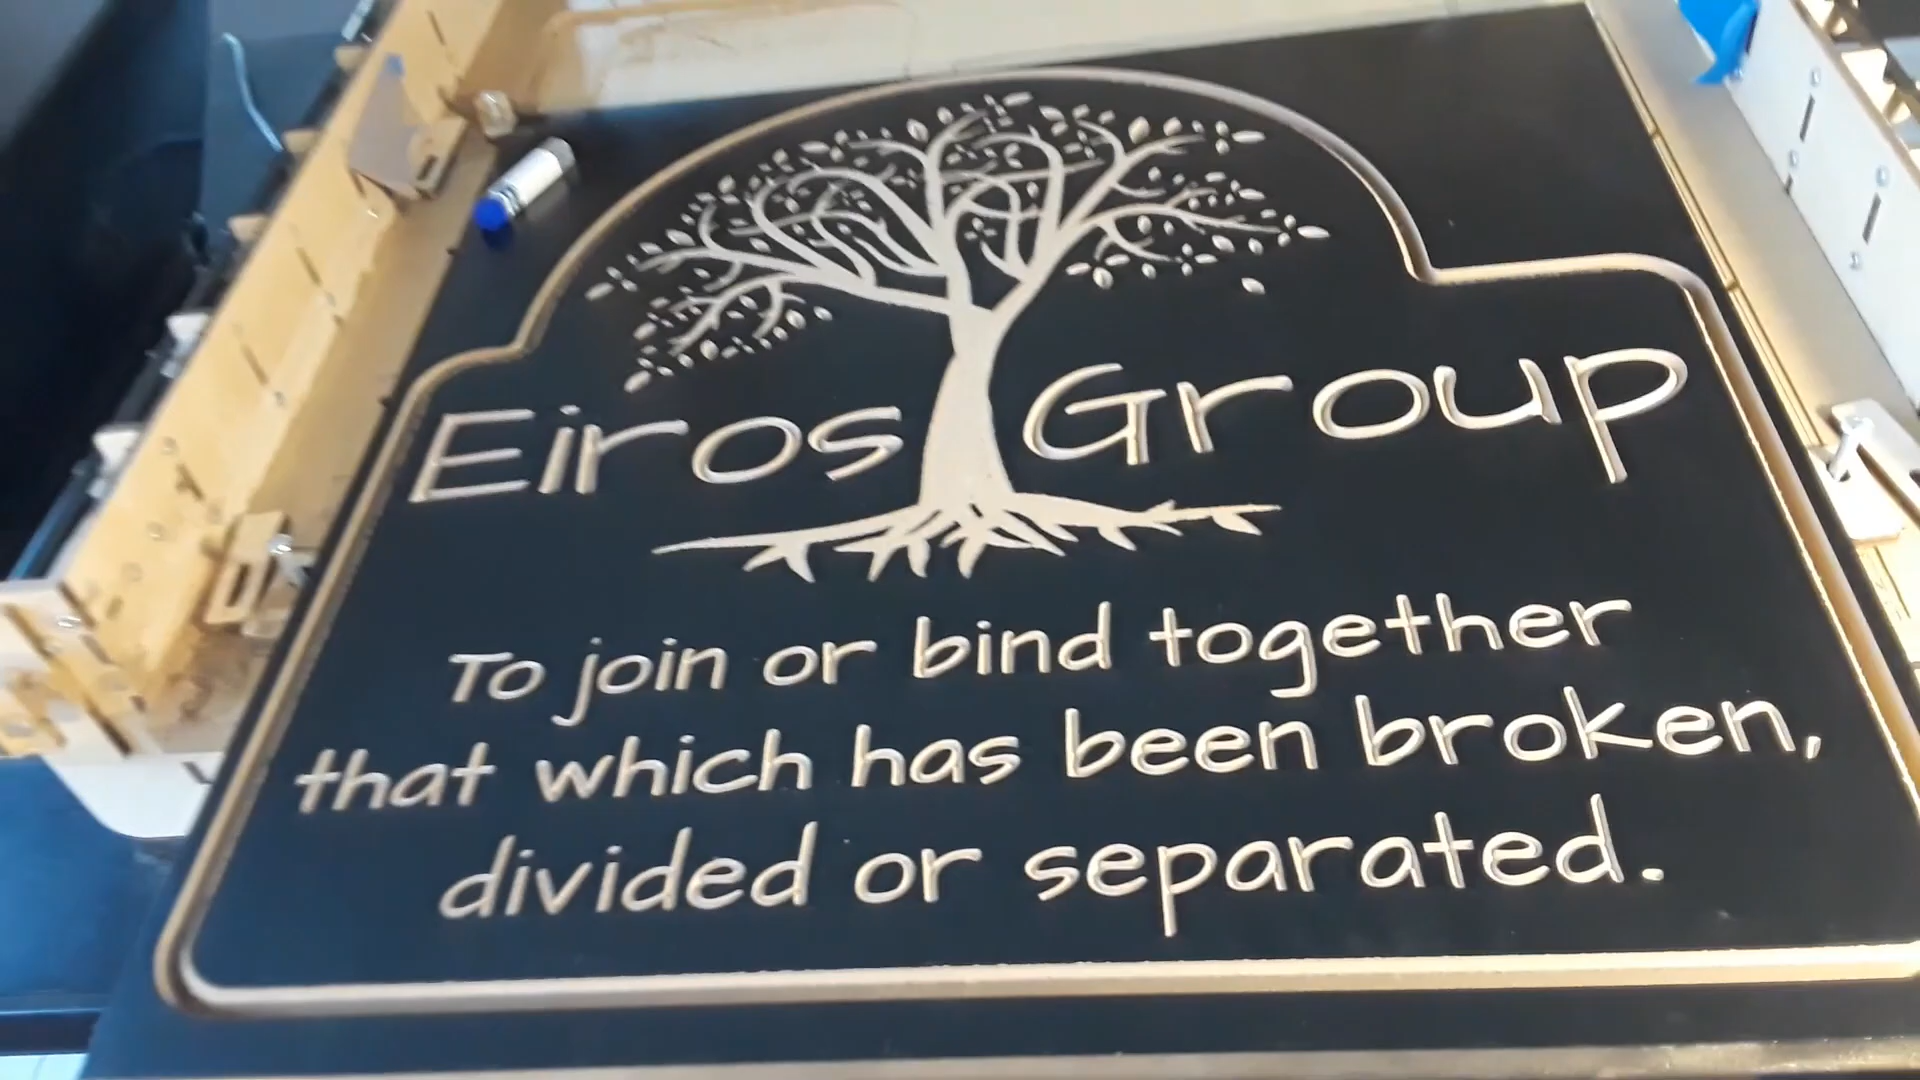 Eiros Group
To join or bind together
that which has been broken,
divided or separated.